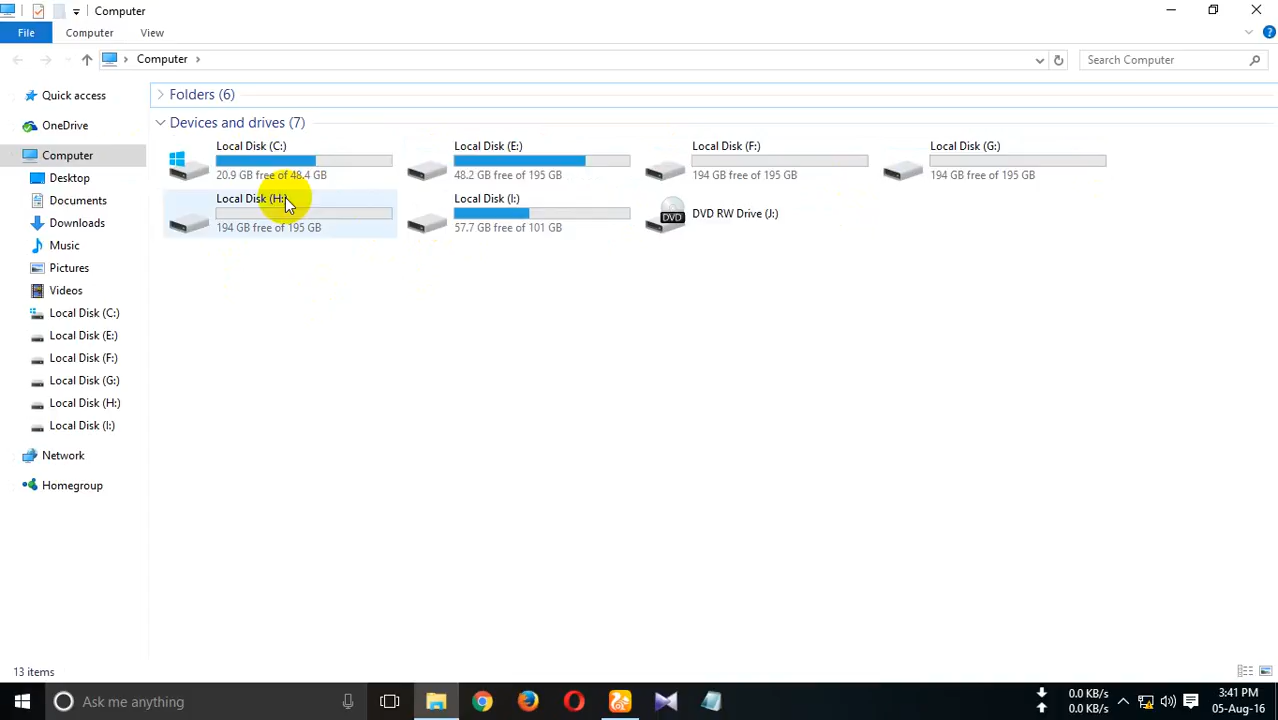 Computer
File
Computer
View
Computer
Search Computer
Quick access
OneDrive
Computer
Desktop
Documents
Downloads
Music
Pictures
Videos
Local Disk (C:)
Local Disk (E:)
Local Disk (F:)
Local Disk (G:)
Local Disk (H:)
Local Disk (I:)
Network
Homegroup
Folders (6)
Devices and drives (7)
Local Disk (C:)
20.9 GB free of 48.4 GB
Local Disk (E:)
48.2 GB free of 195 GB
Local Disk (F:)
194 GB free of 195 GB
Local Disk (G:)
194 GB free of 195 GB
Local Disk (H:)
194 GB free of 195 GB
Local Disk (I:)
57.7 GB free of 101 GB
DVD
DVD RW Drive (J:)
13 items
Ask me anything
0.0 KB/s
0.0 KB/s
3:41 PM
05-Aug-16